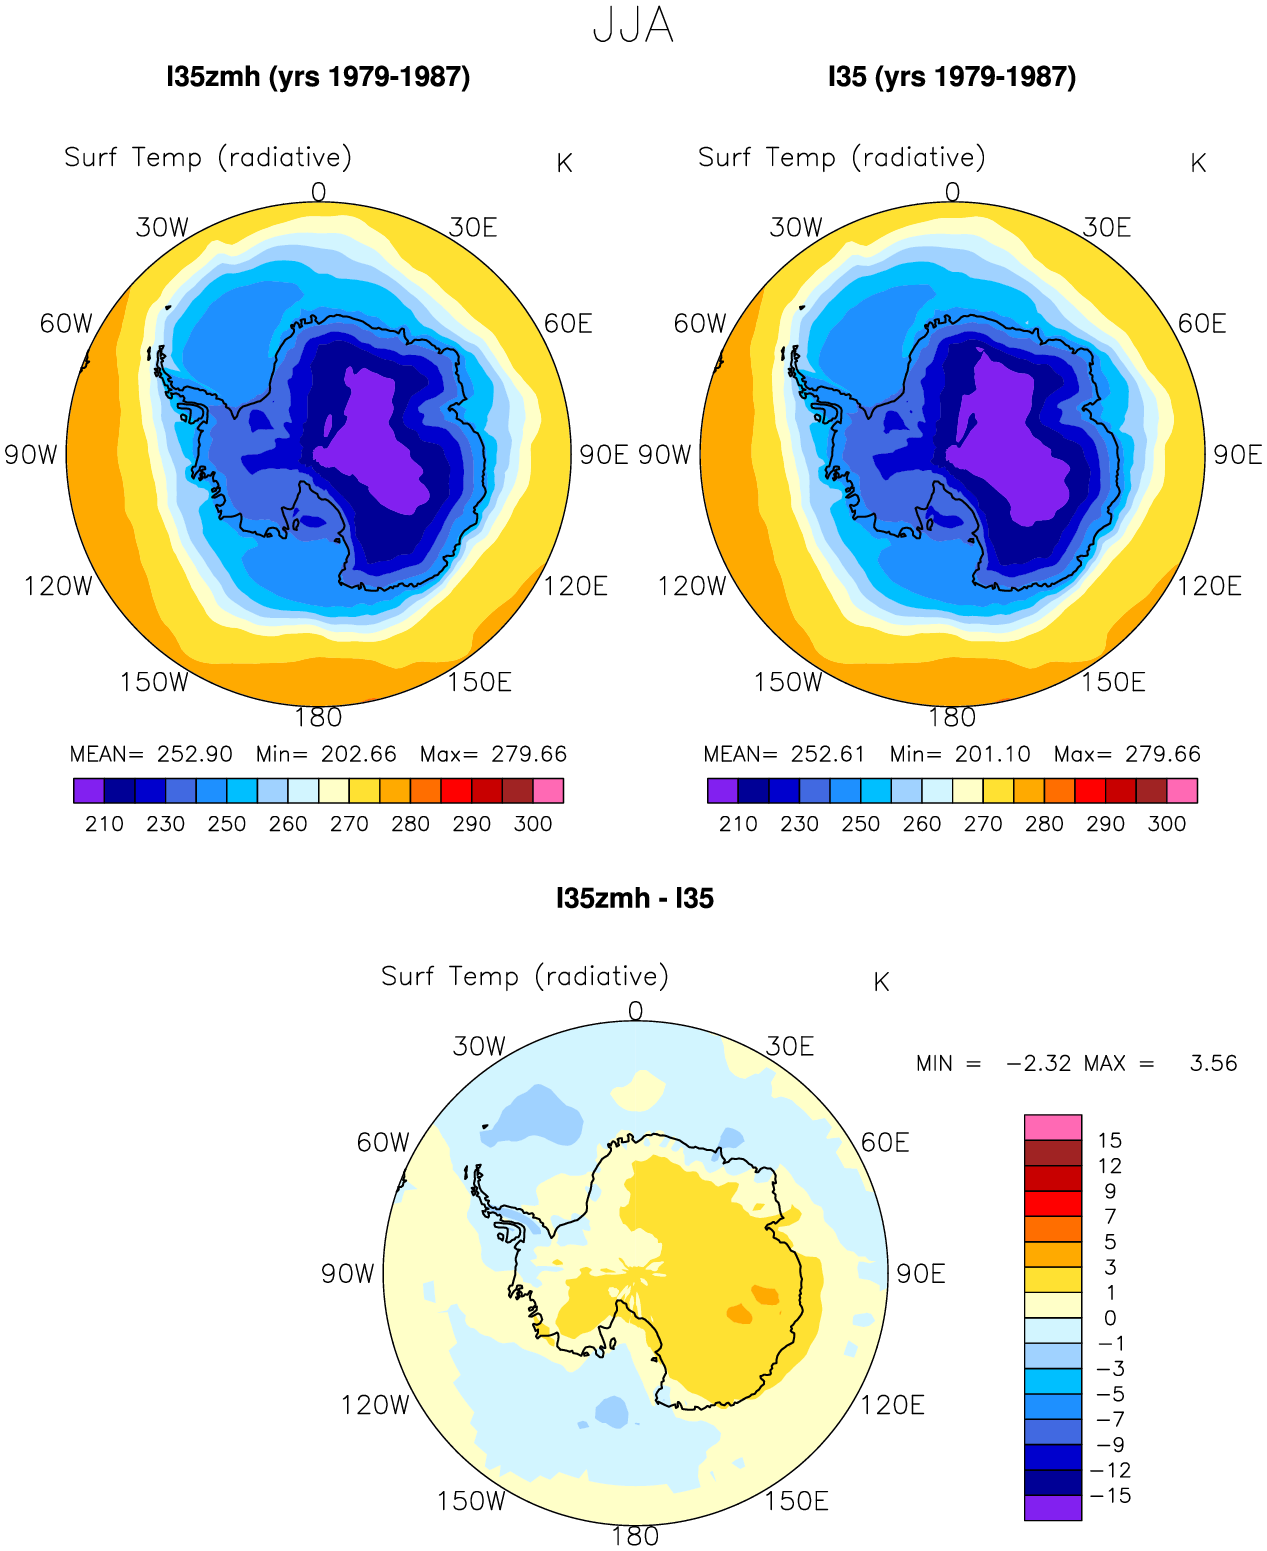 JJA
I35zmh (yrs 1979-1987)
I35 (yrs 1979-1987)
Surf Temp (radiative) K
Surf Temp (radiative) K
0
30W 30E
60W 60E
90W 90E
120W 120E
150W 150E
180
0
30W 30E
60W 60E
90W 90E
120W 120E
150W 150E
180
MEAN= 252.90 Min= 202.66 Max= 279.66
210 230 250 260 270 280 290 300
MEAN= 252.61 Min= 201.10 Max= 279.66
210 230 250 260 270 280 290 300
I35zmh - I35
Surf Temp (radiative) K
0
30W 30E
60W 60E
90W 90E
120W 120E
150W 150E
180
MIN = -2.32 MAX = 3.56
15
12
9
7
5
3
1
0
-1
-3
-5
-7
-9
-12
-15